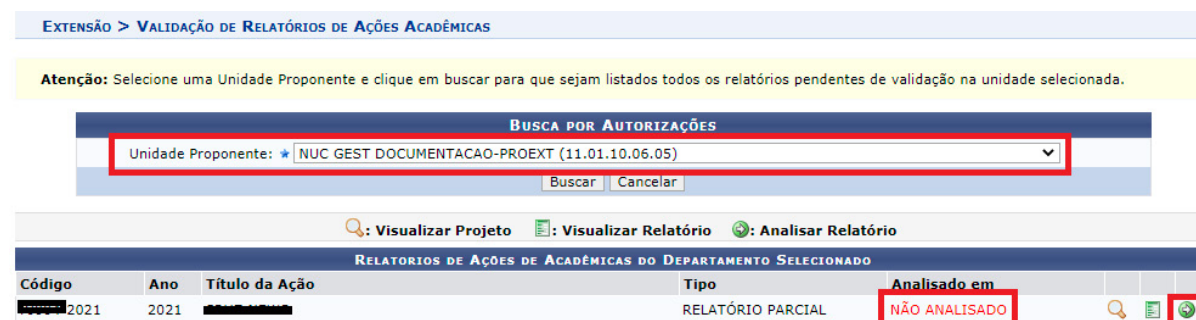 EXTENSÃO > VALIDAÇÃO DE RELATÓRIOS DE AÇÕES ACADÊMICAS
Atenção: Selecione uma Unidade Proponente e clique em buscar para que sejam listados todos os relatórios pendentes de validação na unidade selecionada.
BUSCA POR AUTORIZAÇÕES
Unidade Proponente: NUC GEST DOCUMENTACAO-PROEXT (11.01.10.06.05)
Buscar Cancelar
: Visualizar Projeto : Visualizar Relatório : Analisar Relatório
RELATORIOS DE AÇÕES DE ACADÊMICAS DO DEPARTAMENTO SELECIONADO
Código Ano Título da Ação Tipo Analisado em
2021 2021 RELATÓRIO PARCIAL NÃO ANALISADO